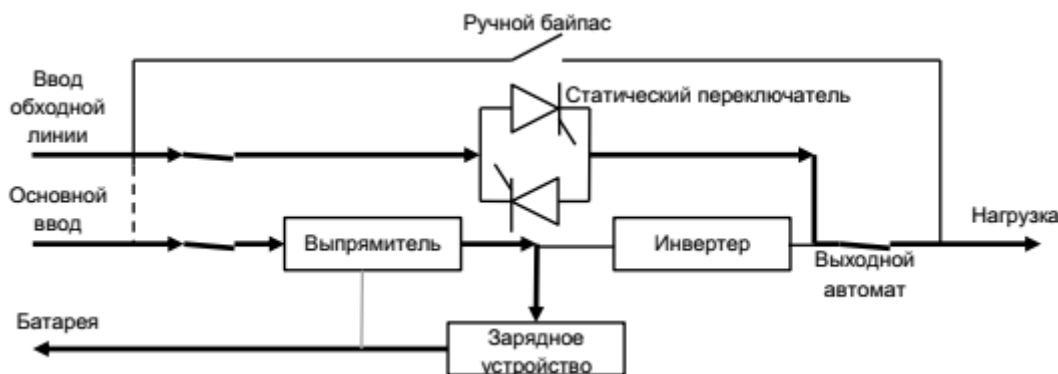 Ручной байпас
Ввод
обходной
линии
Статический переключатель
Основной
ввод
Выпрямитель
Инвертер
Нагрузка
Выходной
автомат
Батарея
Зарядное
устройство